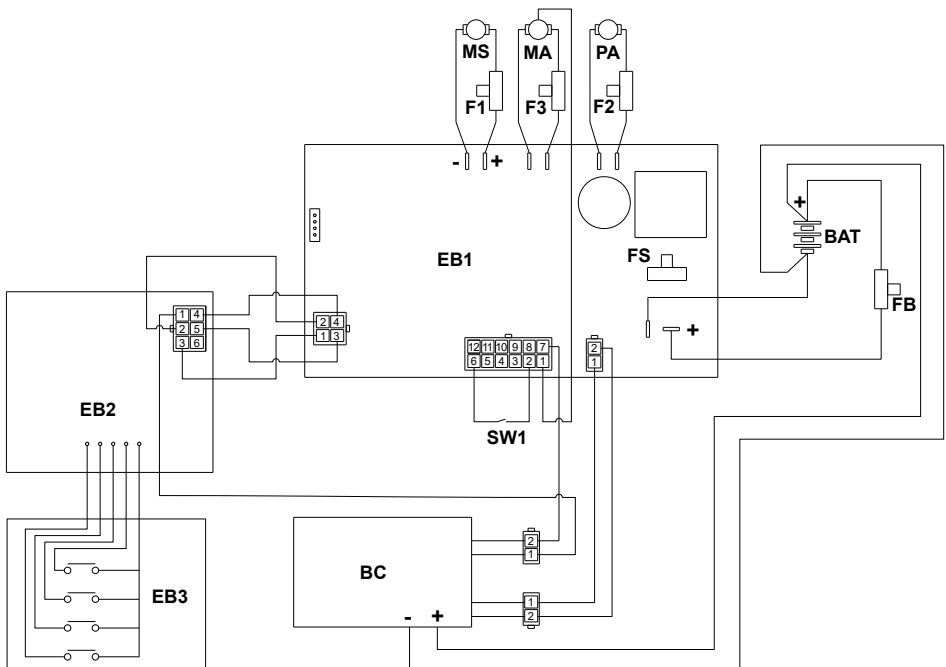 MS MA PA
F1 F3 F2
- + +
BAT
EB1 FS
FB
+
1 4 2 4
2 5 1 3
3 6
12 11 10 9 8 7 2
6 5 4 3 2 1 1
EB2 SW1
2
1
BC
EB3 1
2
- +